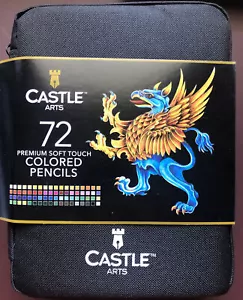 CASTLE
ARTS
72
PREMIUM SOFT TOUCH
COLORED
PENCILS
CASTLE
ARTS